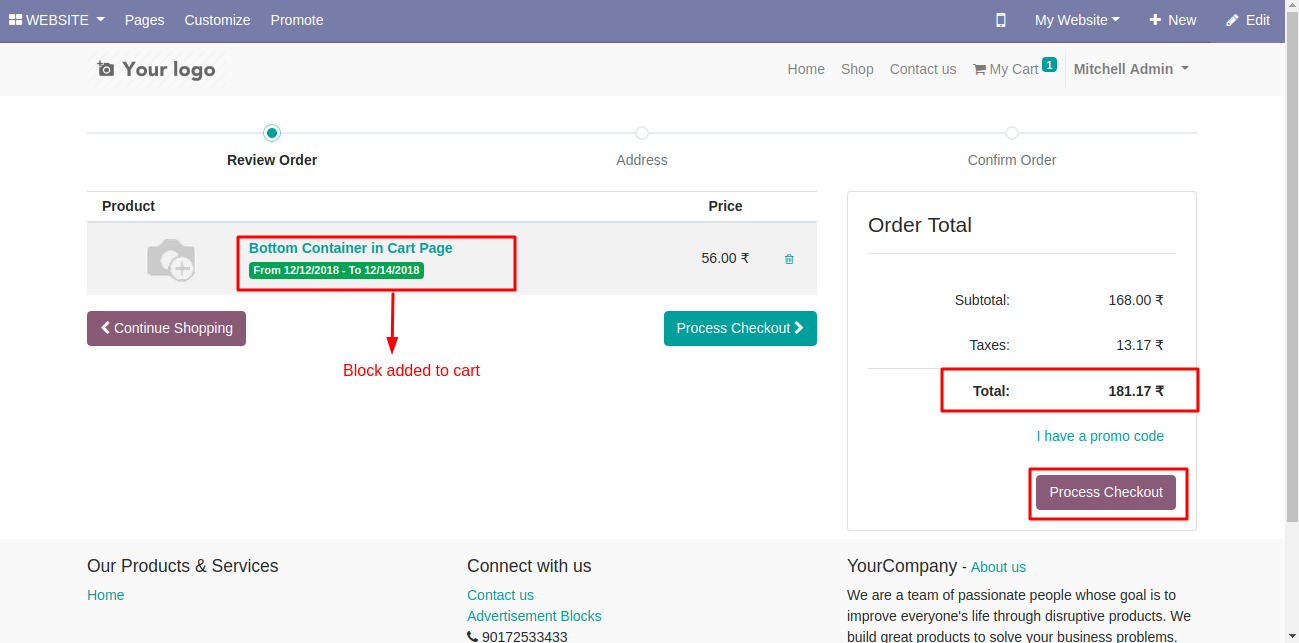 WEBSITE Pages Customize Promote My Website New Edit
Your logo Home Shop Contact us My Cart 1 Mitchell Admin
Review Order Address Confirm Order
Product Price
Bottom Container in Cart Page
From 12/12/2018 - To 12/14/2018
56.00 ₹
Continue Shopping Process Checkout
Block added to cart
Order Total
Subtotal: 168.00 ₹
Taxes: 13.17 ₹
Total: 181.17 ₹
I have a promo code
Process Checkout
Our Products & Services
Home
Connect with us
Contact us
Advertisement Blocks
90172533433
YourCompany - About us
We are a team of passionate people whose goal is to
improve everyone's life through disruptive products. We
build great products to solve your business problems.